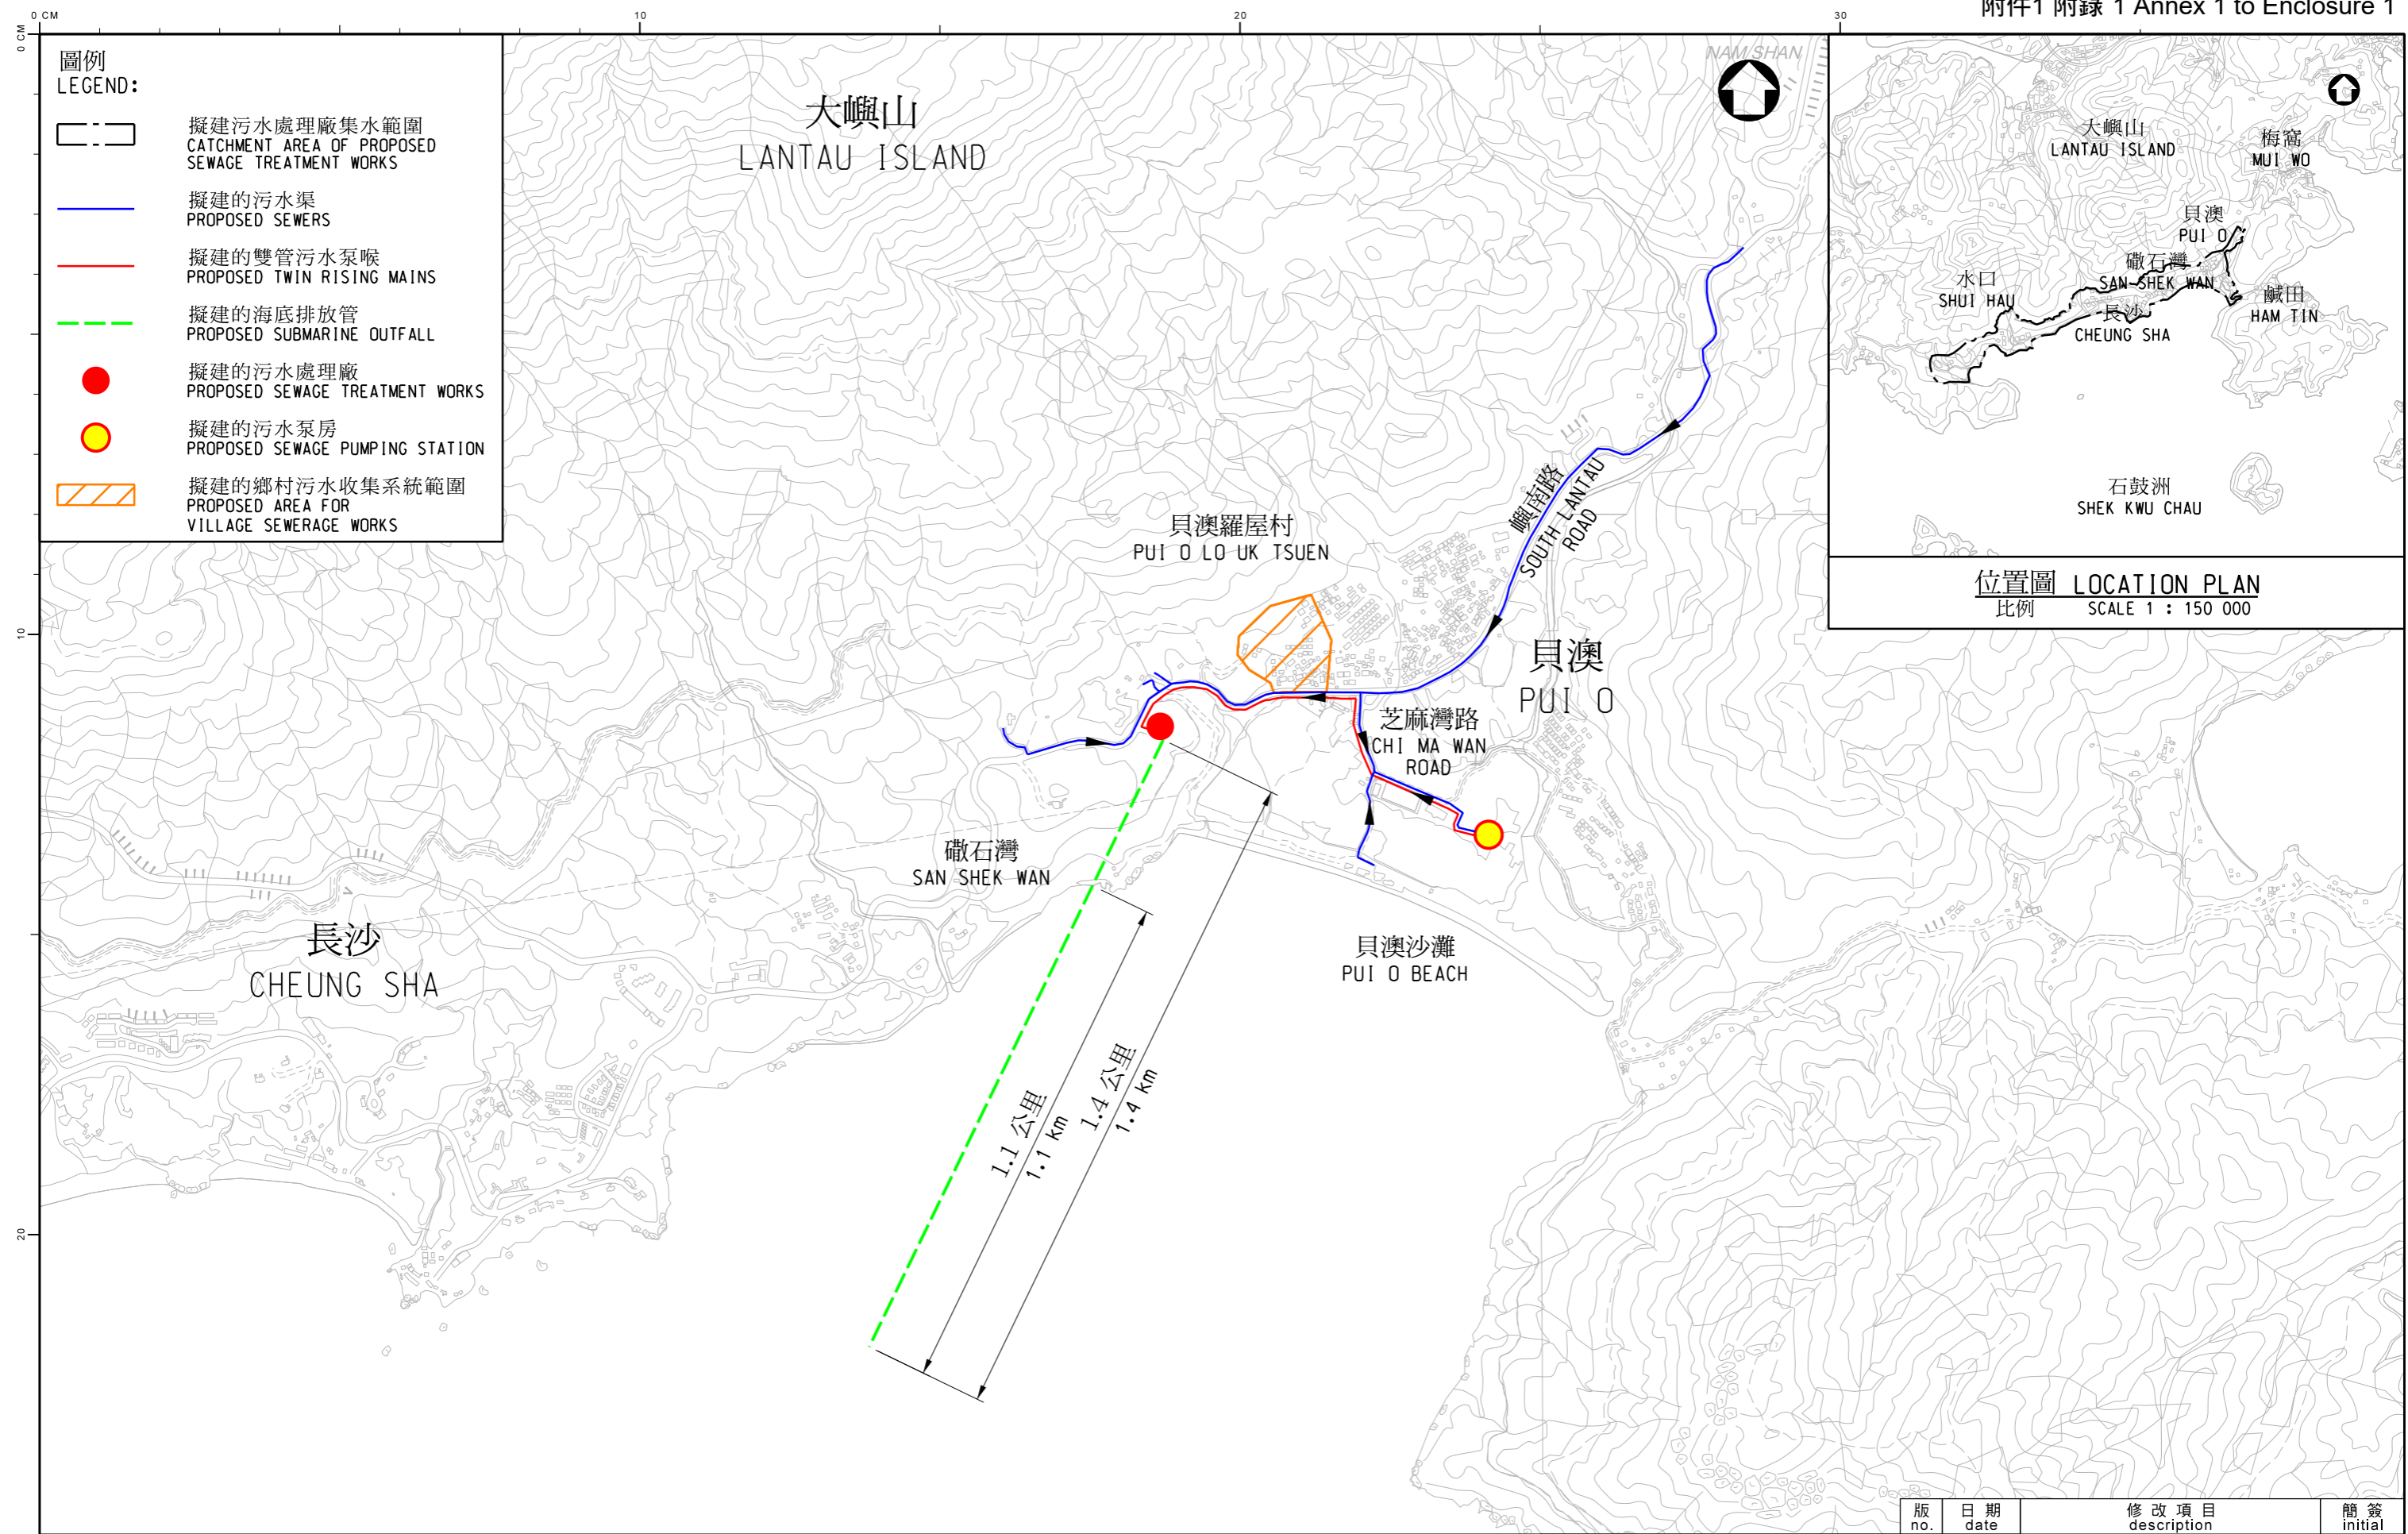 附件1 附錄 1 Annex 1 to Enclosure 1
0 CM
10
20
30
0 CM
10
20
圖例
LEGEND:
擬建污水處理廠集水範圍
CATCHMENT AREA OF PROPOSED
SEWAGE TREATMENT WORKS
擬建的污水渠
PROPOSED SEWERS
擬建的雙管污水泵喉
PROPOSED TWIN RISING MAINS
擬建的海底排放管
PROPOSED SUBMARINE OUTFALL
擬建的污水處理廠
PROPOSED SEWAGE TREATMENT WORKS
擬建的污水泵房
PROPOSED SEWAGE PUMPING STATION
擬建的鄉村污水收集系統範圍
PROPOSED AREA FOR
VILLAGE SEWERAGE WORKS
大嶼山
LANTAU ISLAND
NAM SHAN
大嶼山
LANTAU ISLAND
梅窩
MUI WO
貝澳
PUI O
礮石灣
SAN SHEK WAN
水口
SHUI HAU
鹹田
HAM TIN
長沙
CHEUNG SHA
石鼓洲
SHEK KWU CHAU
位置圖 LOCATION PLAN
比例 SCALE 1 : 150 000
嶼南路
SOUTH LANTAU
ROAD
貝澳羅屋村
PUI O LO UK TSUEN
貝澳
PUI O
芝麻灣路
CHI MA WAN
ROAD
礮石灣
SAN SHEK WAN
長沙
CHEUNG SHA
貝澳沙灘
PUI O BEACH
1.1 公里
1.1 km
1.4 公里
1.4 km
版 日期 修改項目 簡簽
no. date description initial